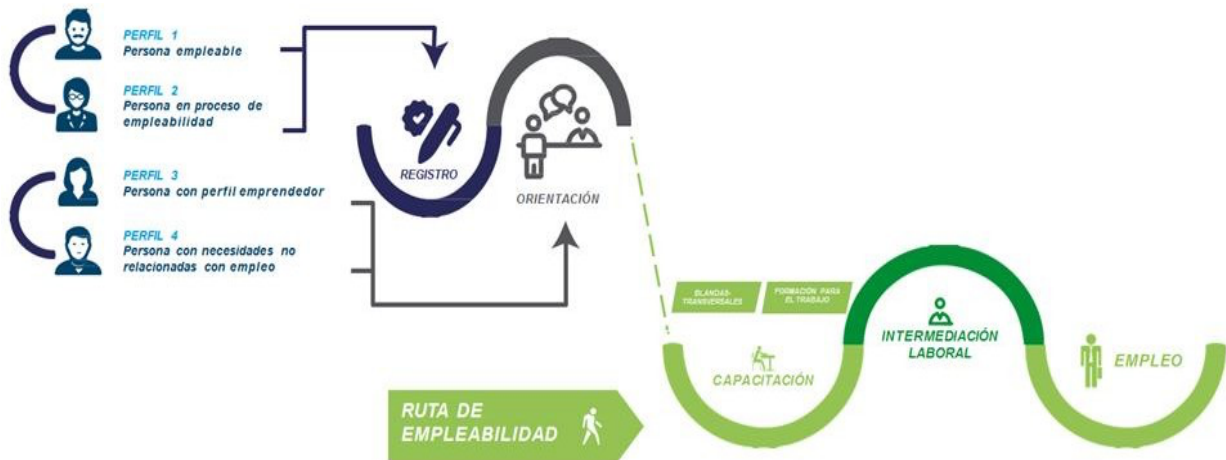 PERFIL 1
Persona empleable
PERFIL 2
Persona en proceso de
empleabilidad
PERFIL 3
Persona con perfil emprendedor
PERFIL 4
Persona con necesidades no
relacionadas con empleo
REGISTRO
ORIENTACIÓN
BLANDAS-
TRANSVERSALES
FORMACIÓN PARA
EL TRABAJO
CAPACITACIÓN
INTERMEDIACIÓN
LABORAL
EMPLEO
RUTA DE
EMPLEABILIDAD